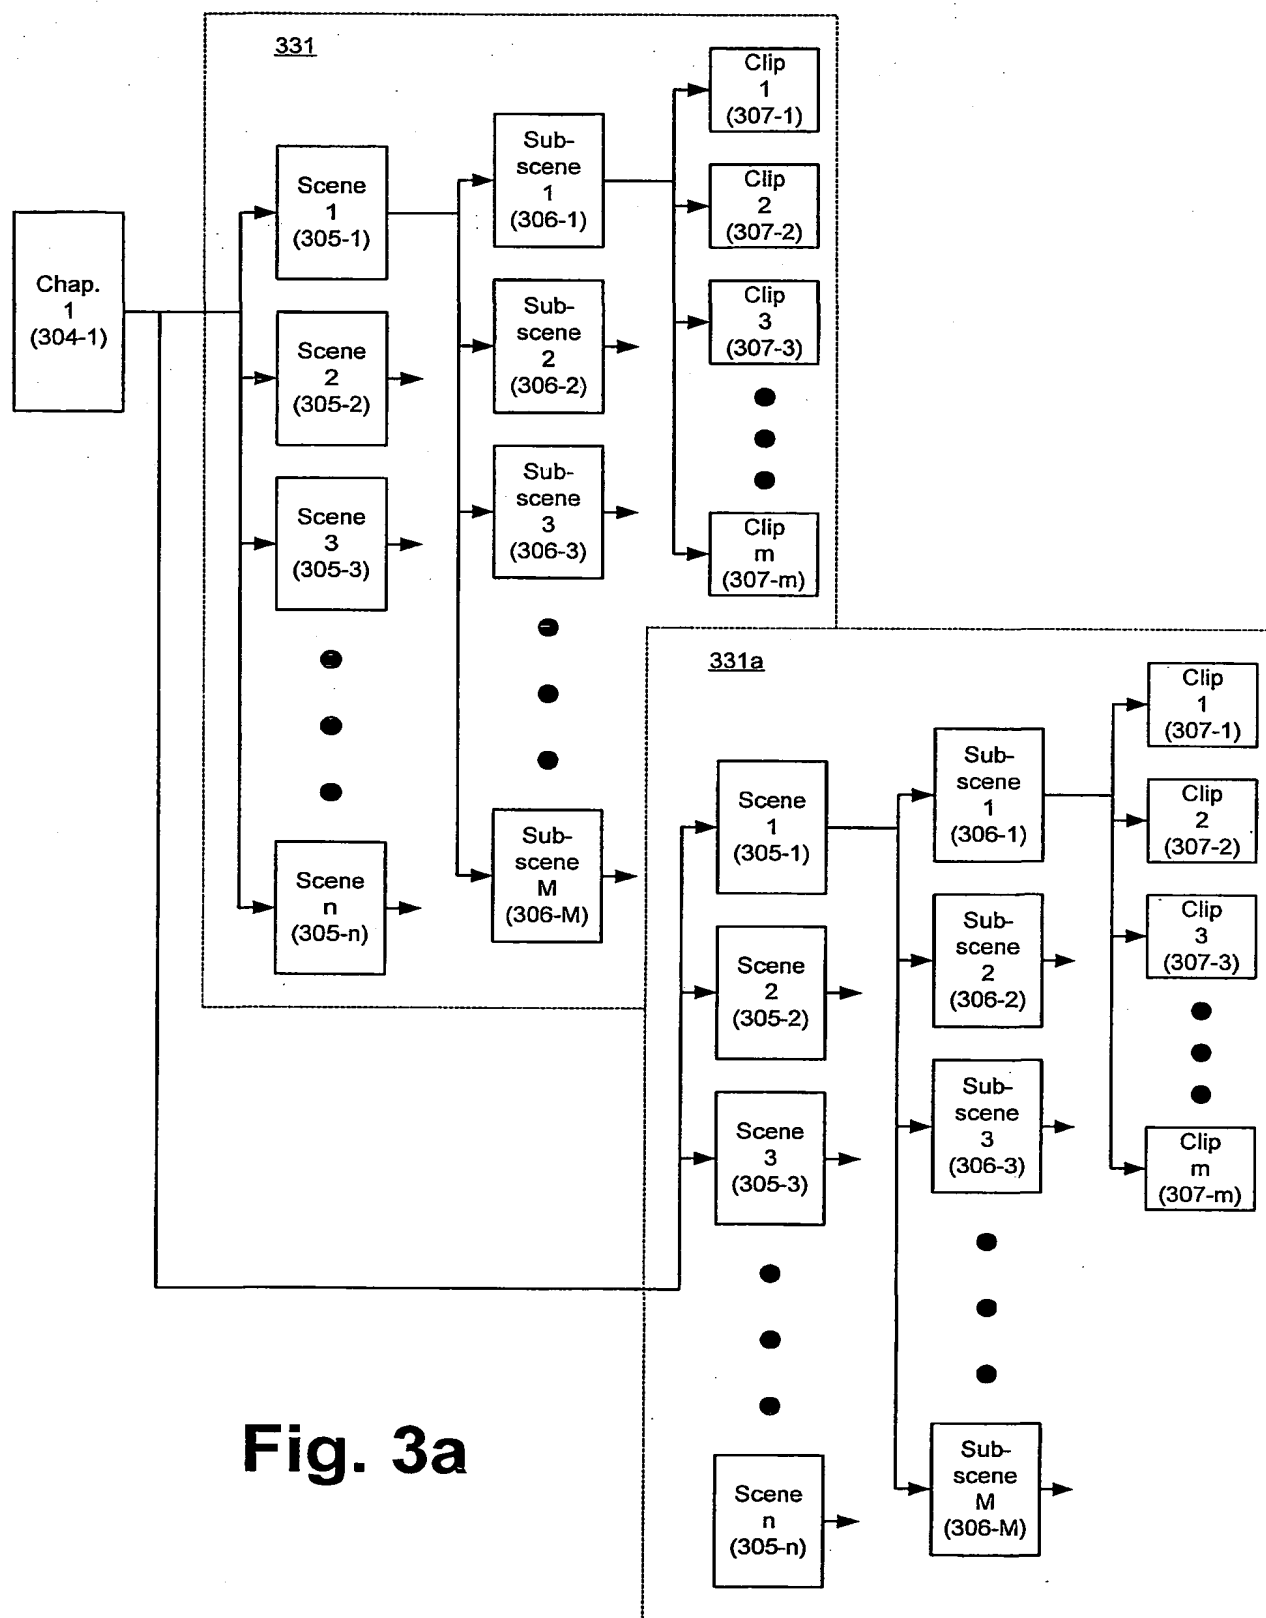 331
Chap.
1
(304-1)
Scene
1
(305-1)
Scene
2
(305-2)
Scene
3
(305-3)
Scene
n
(305-n)
Sub-
scene
1
(306-1)
Sub-
scene
2
(306-2)
Sub-
scene
3
(306-3)
Sub-
scene
M
(306-M)
Clip
1
(307-1)
Clip
2
(307-2)
Clip
3
(307-3)
Clip
m
(307-m)
331a
Scene
1
(305-1)
Scene
2
(305-2)
Scene
3
(305-3)
Scene
n
(305-n)
Sub-
scene
1
(306-1)
Sub-
scene
2
(306-2)
Sub-
scene
3
(306-3)
Sub-
scene
M
(306-M)
Clip
1
(307-1)
Clip
2
(307-2)
Clip
3
(307-3)
Clip
m
(307-m)
Fig. 3a